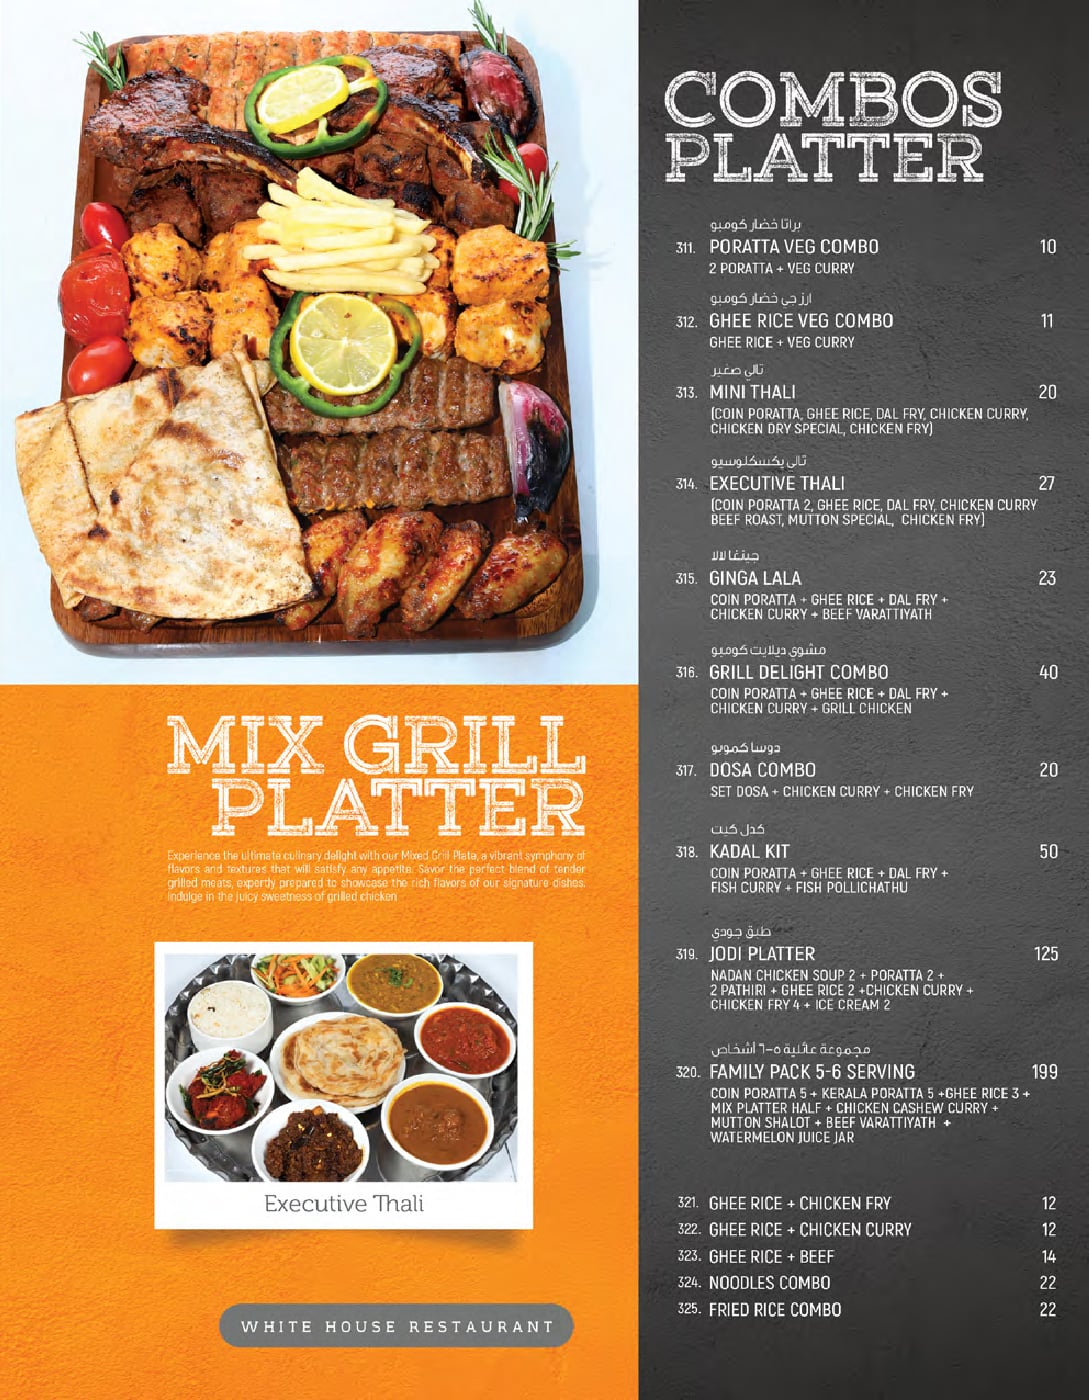 MIX GRILL
PLATTER
Experience the ultimate culinary delight with our Mixed Grill Plate, a vibrant symphony of
flavors and textures that will satisfy any appetite. Savor the perfect blend of tender
grilled meats, expertly prepared to showcase the rich flavors of our signature dishes.
Indulge in the juicy sweetness of grilled chicken
Executive Thali
WHITE HOUSE RESTAURANT
COMBOS
PLATTER
براتا خضار كومبو
311. PORATTA VEG COMBO 10
2 PORATTA + VEG CURRY
ارز جي خضار كومبو
312. GHEE RICE VEG COMBO 11
GHEE RICE + VEG CURRY
تالي صغير
313. MINI THALI 20
(COIN PORATTA, GHEE RICE, DAL FRY, CHICKEN CURRY,
CHICKEN DRY SPECIAL, CHICKEN FRY)
تالي يكسكلوسيو
314. EXECUTIVE THALI 27
(COIN PORATTA 2, GHEE RICE, DAL FRY, CHICKEN CURRY
BEEF ROAST, MUTTON SPECIAL, CHICKEN FRY)
جينغا لالا
315. GINGA LALA 23
COIN PORATTA + GHEE RICE + DAL FRY +
CHICKEN CURRY + BEEF VARATTIYATH
مشوي ديلايت كومبو
316. GRILL DELIGHT COMBO 40
COIN PORATTA + GHEE RICE + DAL FRY +
CHICKEN CURRY + GRILL CHICKEN
دوسا كموبو
317. DOSA COMBO 20
SET DOSA + CHICKEN CURRY + CHICKEN FRY
كدل كيت
318. KADAL KIT 50
COIN PORATTA + GHEE RICE + DAL FRY +
FISH CURRY + FISH POLLICHATHU
طبق جودي
319. JODI PLATTER 125
NADAN CHICKEN SOUP 2 + PORATTA 2 +
2 PATHIRI + GHEE RICE 2 +CHICKEN CURRY +
CHICKEN FRY 4 + ICE CREAM 2
مجموعة عائلية ٥-٦ أشخاص
320. FAMILY PACK 5-6 SERVING 199
COIN PORATTA 5 + KERALA PORATTA 5 +GHEE RICE 3 +
MIX PLATTER HALF + CHICKEN CASHEW CURRY +
MUTTON SHALOT + BEEF VARATTIYATH +
WATERMELON JUICE JAR
321. GHEE RICE + CHICKEN FRY 12
322. GHEE RICE + CHICKEN CURRY 12
323. GHEE RICE + BEEF 14
324. NOODLES COMBO 22
325. FRIED RICE COMBO 22